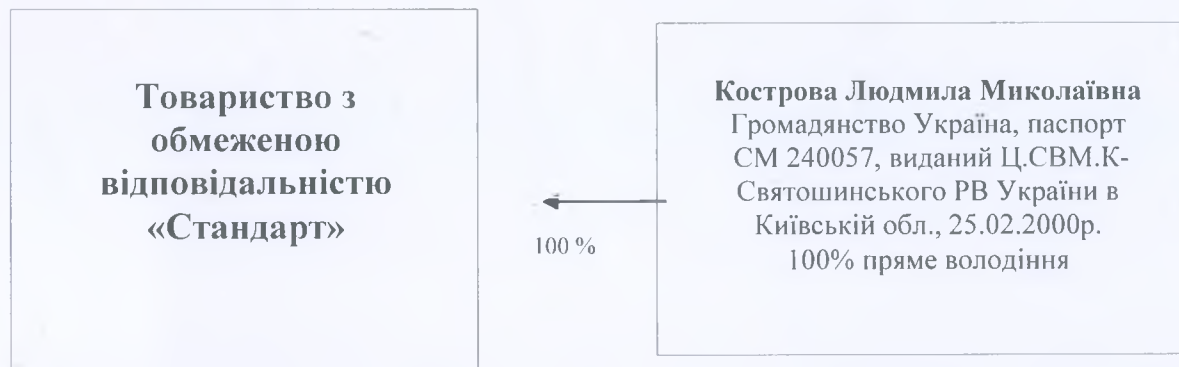 Товариство з
обмеженою
відповідальністю
«Стандарт»
100 %
Кострова Людмила Миколаївна
Громадянство Україна, паспорт
СМ 240057, виданий Ц.СВМ.К-
Святошинського РВ України в
Київській обл., 25.02.2000р.
100% пряме володіння